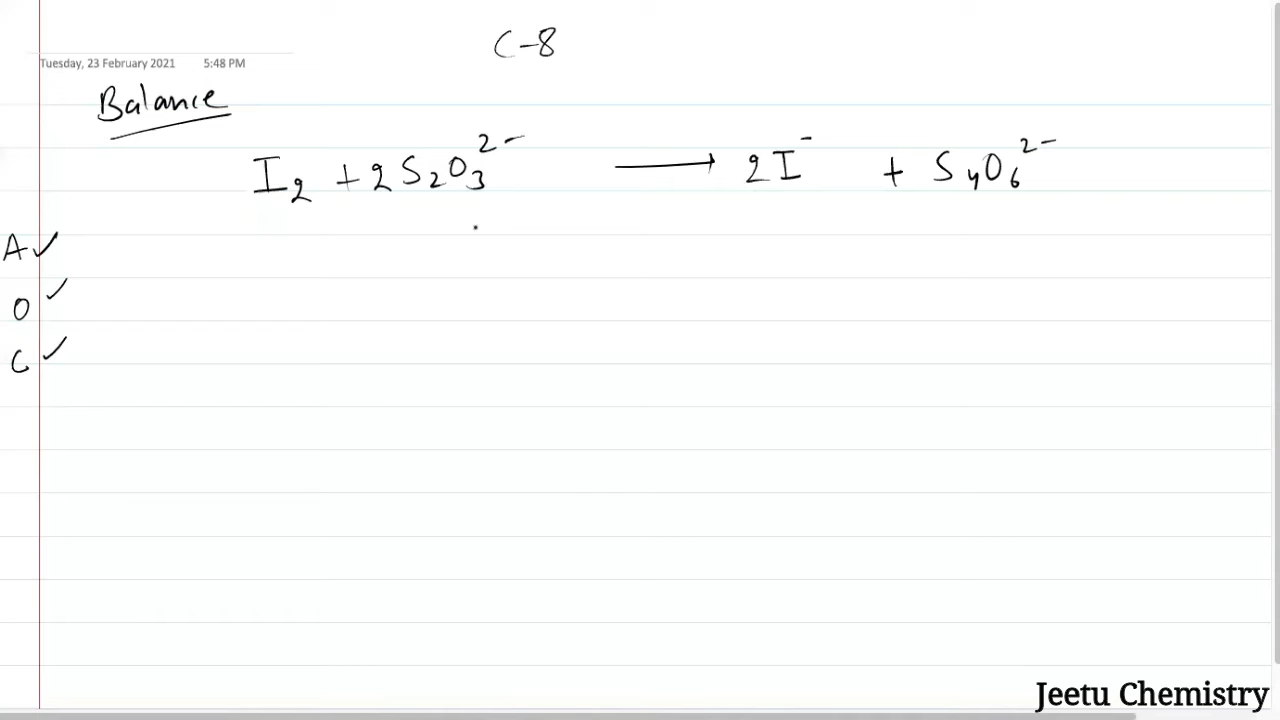 C-8
Tuesday, 23 February 2021 5:48 PM
Balance
I₂ + 2S₂O₃²⁻ ⟶ 2I⁻ + S₄O₆²⁻
A✓
O✓
C✓
Jeetu Chemistry